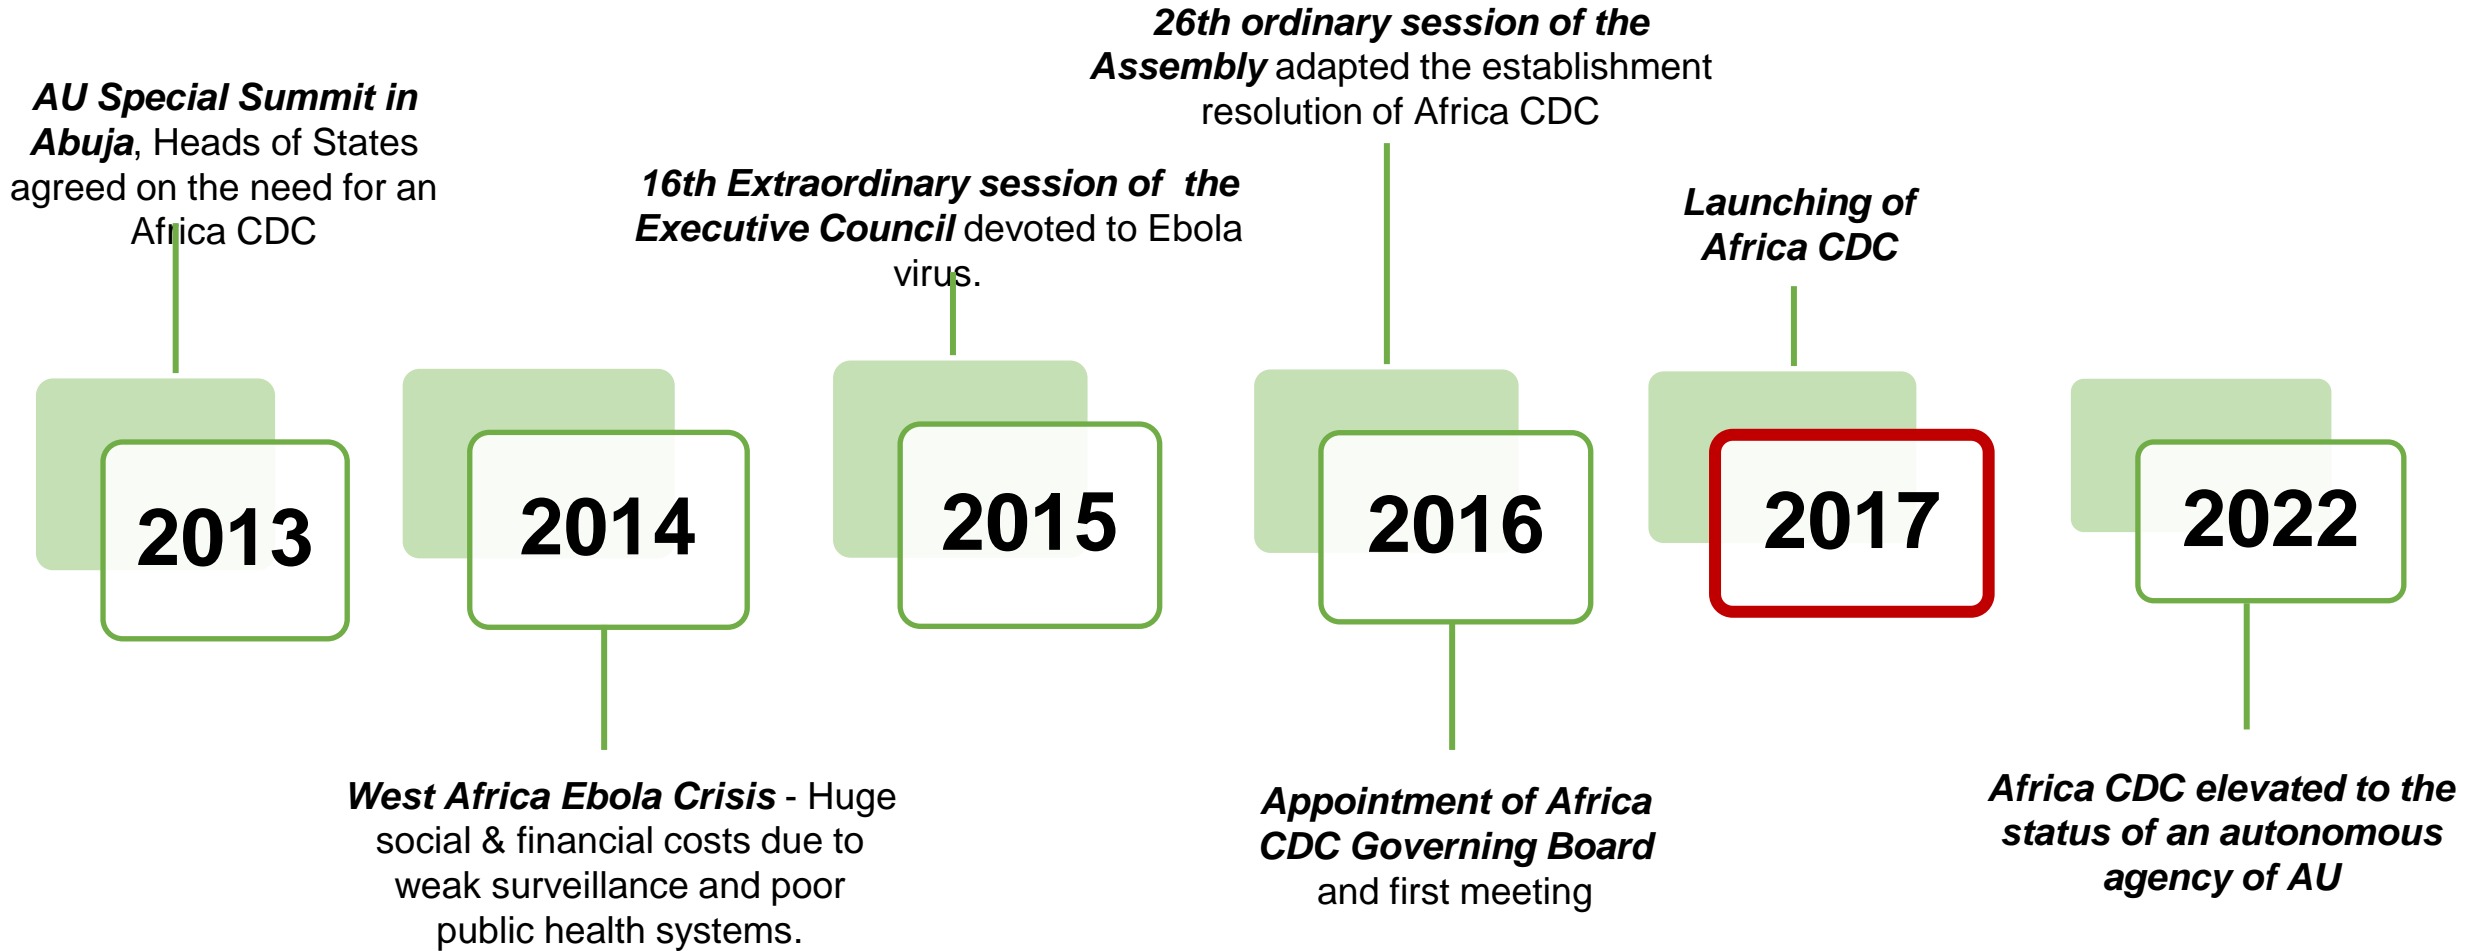 AU Special Summit in
Abuja, Heads of States
agreed on the need for an
Africa CDC
2013
2014
West Africa Ebola Crisis - Huge
social & financial costs due to
weak surveillance and poor
public health systems.
16th Extraordinary session of  the
Executive Council devoted to Ebola
virus.
2015
26th ordinary session of the
Assembly adapted the establishment
resolution of Africa CDC
2016
Appointment of Africa
CDC Governing Board
and first meeting
Launching of
Africa CDC
2017
2022
Africa CDC elevated to the
status of an autonomous
agency of AU